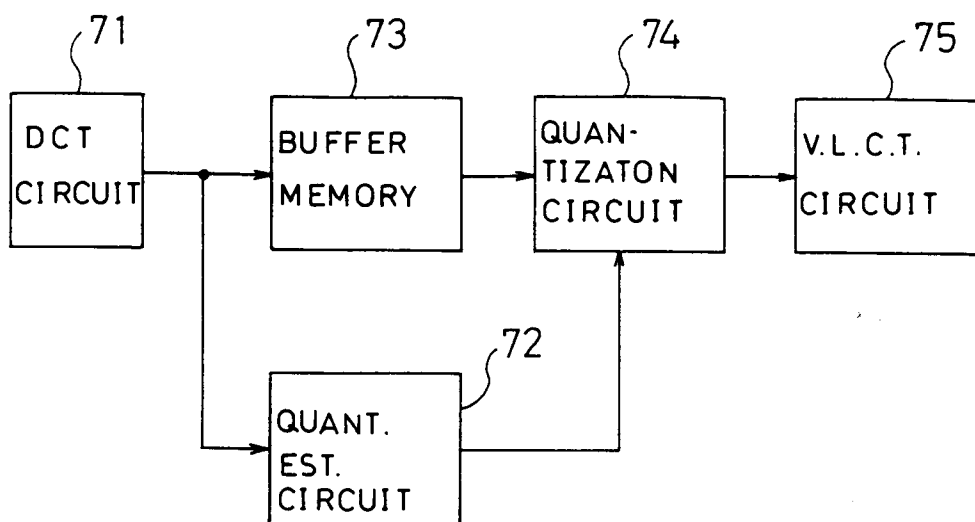 71
73
74
75
DCT
CIRCUIT
BUFFER
MEMORY
QUAN-
TIZATON
CIRCUIT
V.L.C.T.
CIRCUIT
72
QUANT.
EST.
CIRCUIT